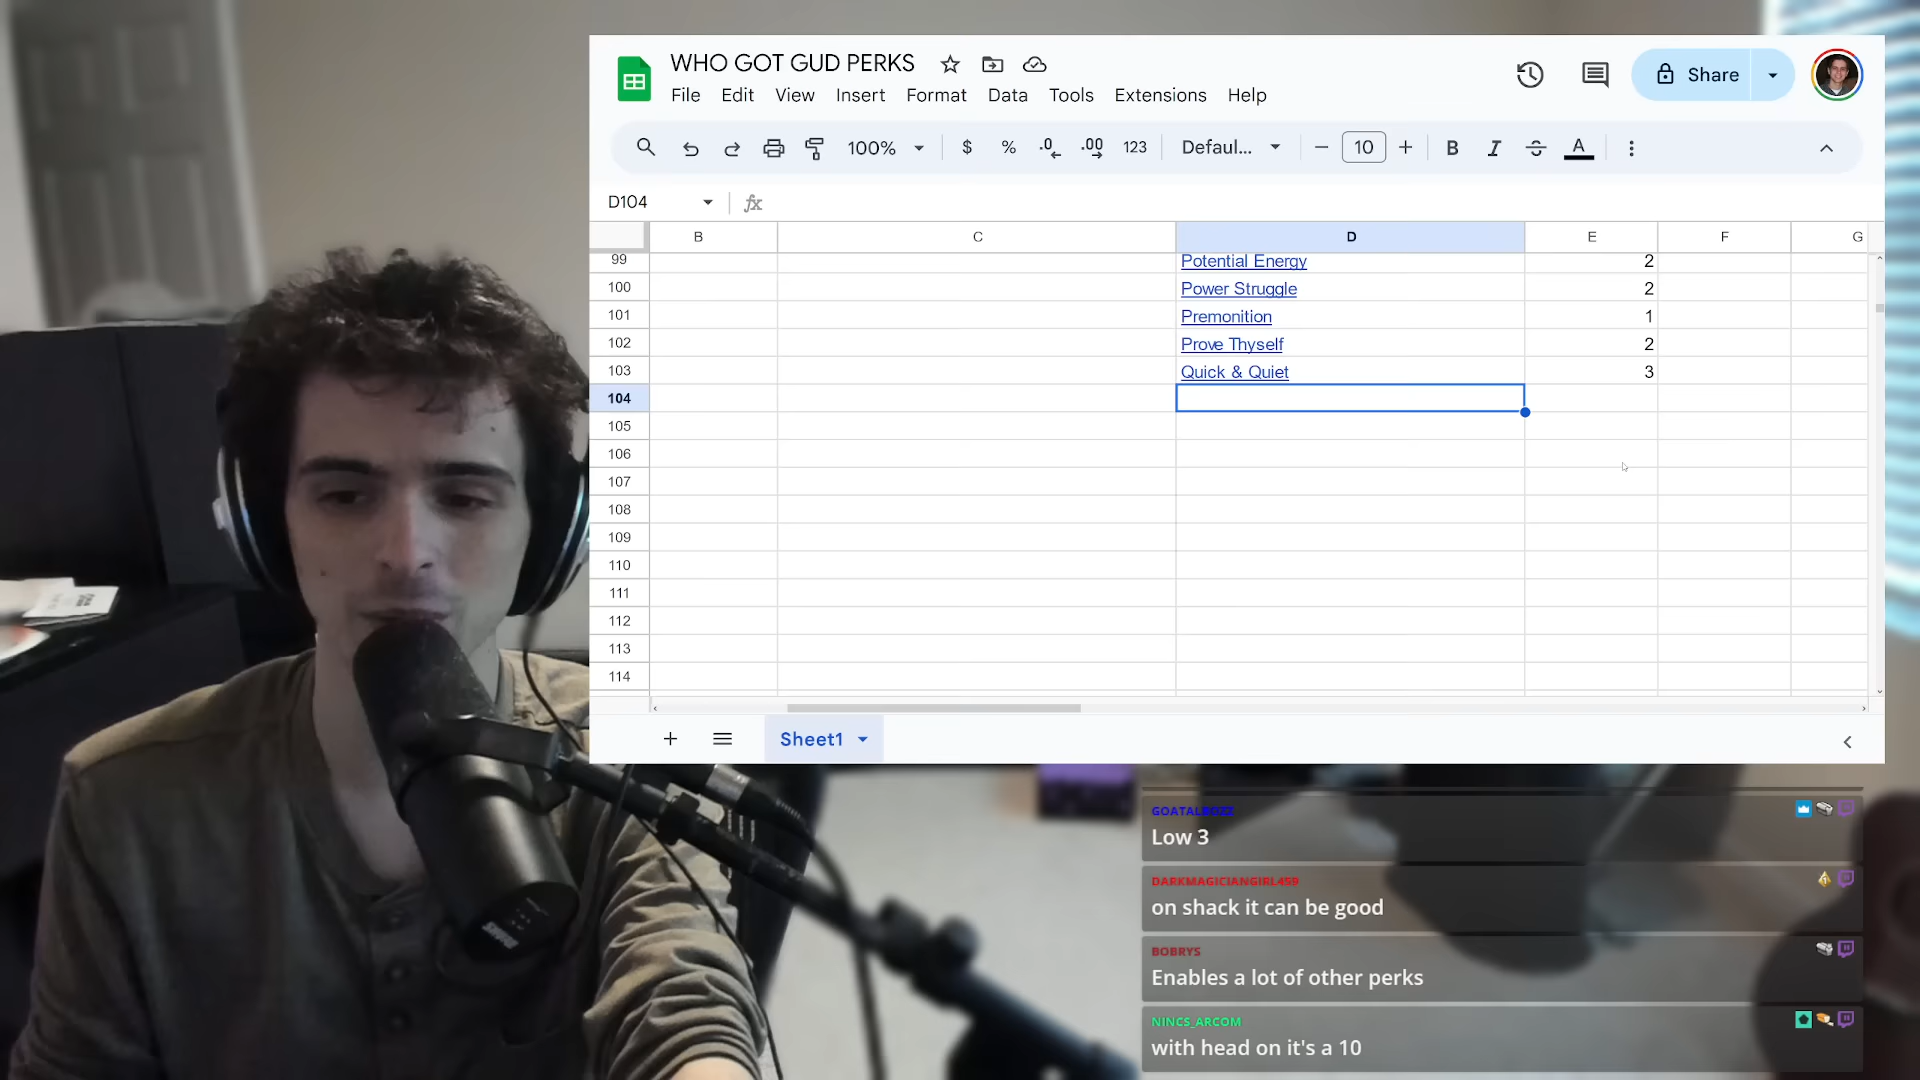 WHO GOT GUD PERKS
File Edit View Insert Format Data Tools Extensions Help
Share
100% $ % .0 .00 123 Defaul... 10 B I A
D104 fx
B C D E F G
99 Potential Energy 2
100 Power Struggle 2
101 Premonition 1
102 Prove Thyself 2
103 Quick & Quiet 3
104
105
106
107
108
109
110
111
112
113
114
Sheet1
Low 3
DARKMAGICIANGIRL459
on shack it can be good
BOBRYS
Enables a lot of other perks
NINCS_ARCOM
with head on it's a 10